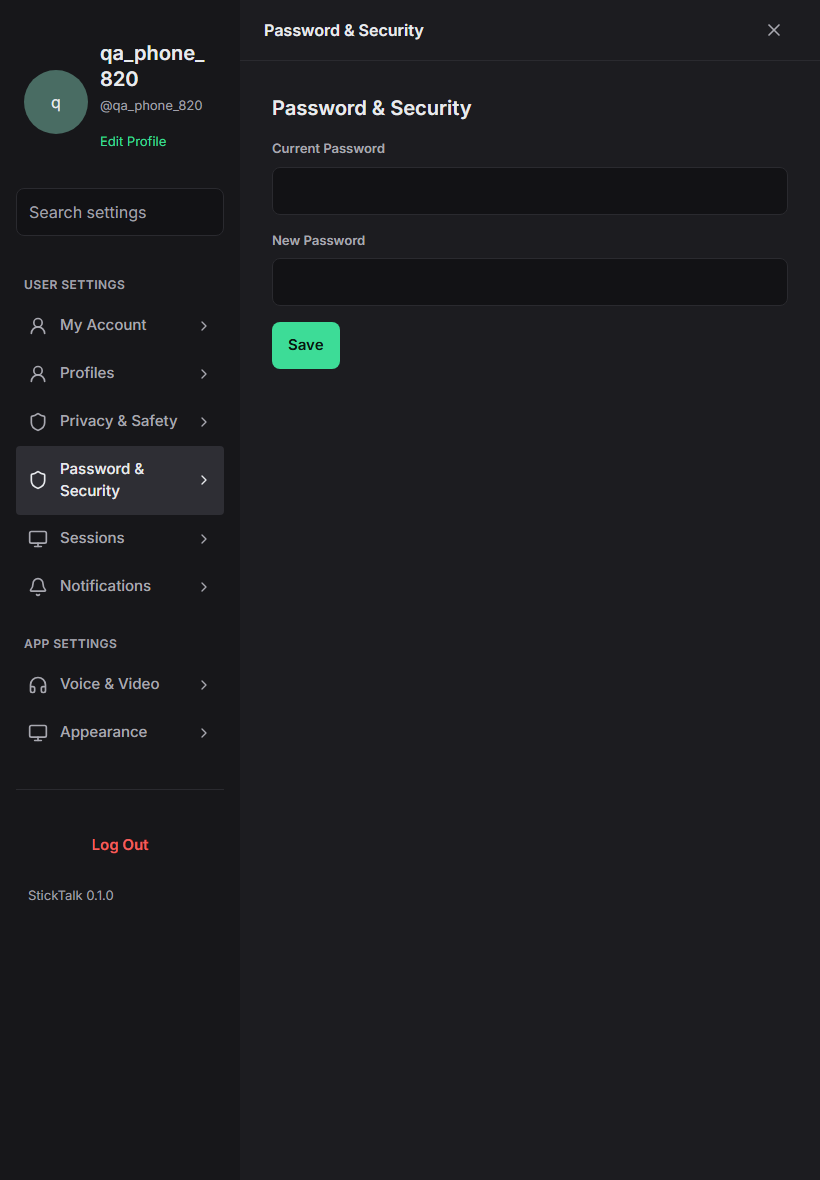 qa_phone_
820
q
@qa_phone_820
Edit Profile
Search settings
USER SETTINGS
My Account
Profiles
Privacy & Safety
Password &
Security
Sessions
Notifications
APP SETTINGS
Voice & Video
Appearance
Log Out
StickTalk 0.1.0
Password & Security
Password & Security
Current Password
New Password
Save